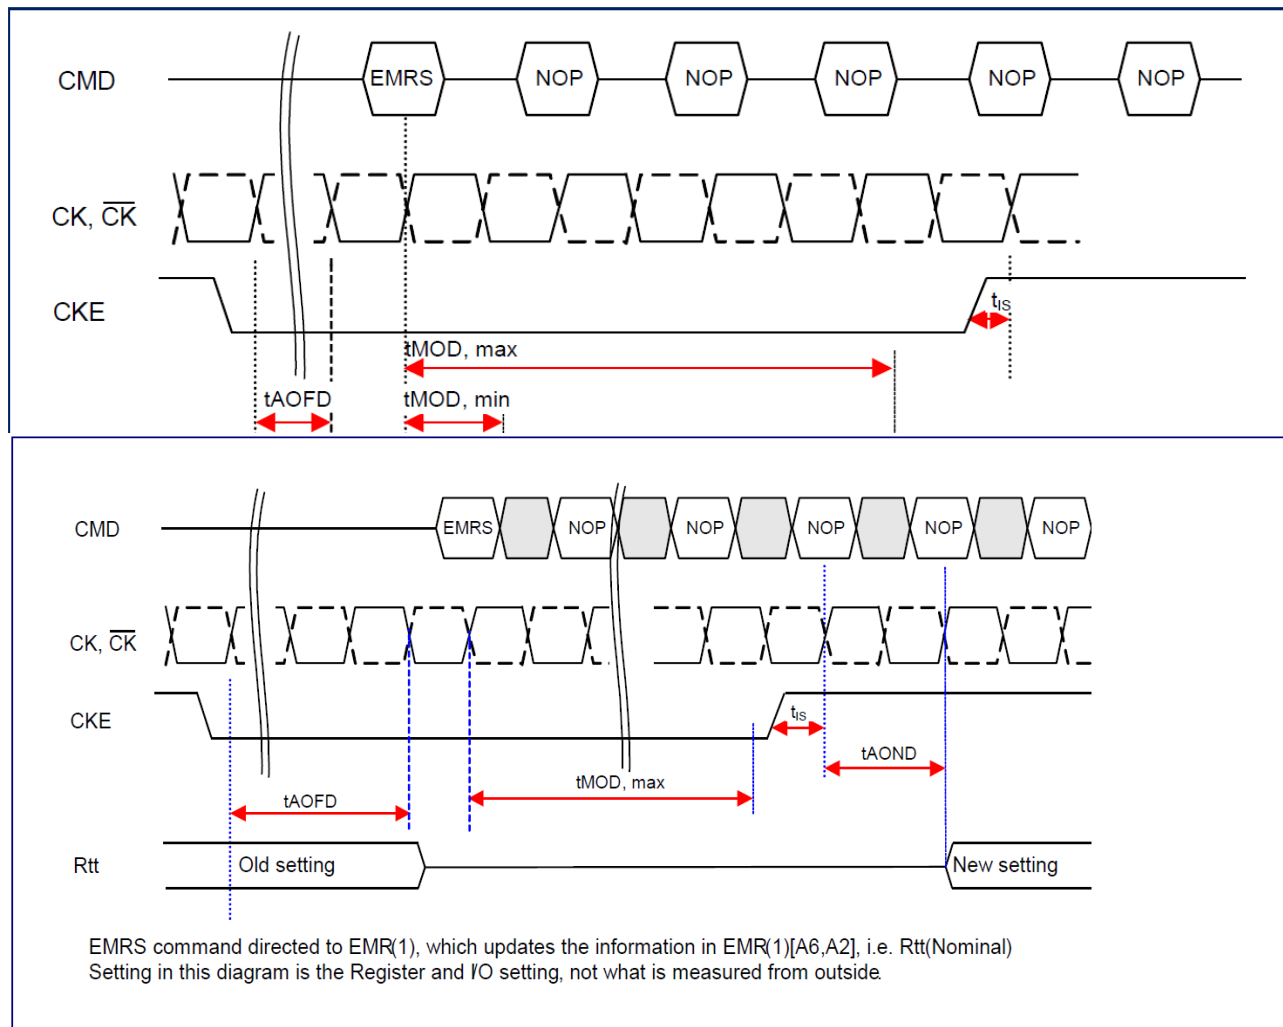 CMD EMRS NOP NOP NOP NOP NOP
CK, CK
CKE tIS
tMOD, max
tAOFD tMOD, min
CMD EMRS NOP NOP NOP NOP NOP
CK, CK
CKE tIS
tAOND
tMOD, max
tAOFD
Rtt Old setting New setting
EMRS command directed to EMR(1), which updates the information in EMR(1)[A6,A2], i.e. Rtt(Nominal)
Setting in this diagram is the Register and I/O setting, not what is measured from outside.